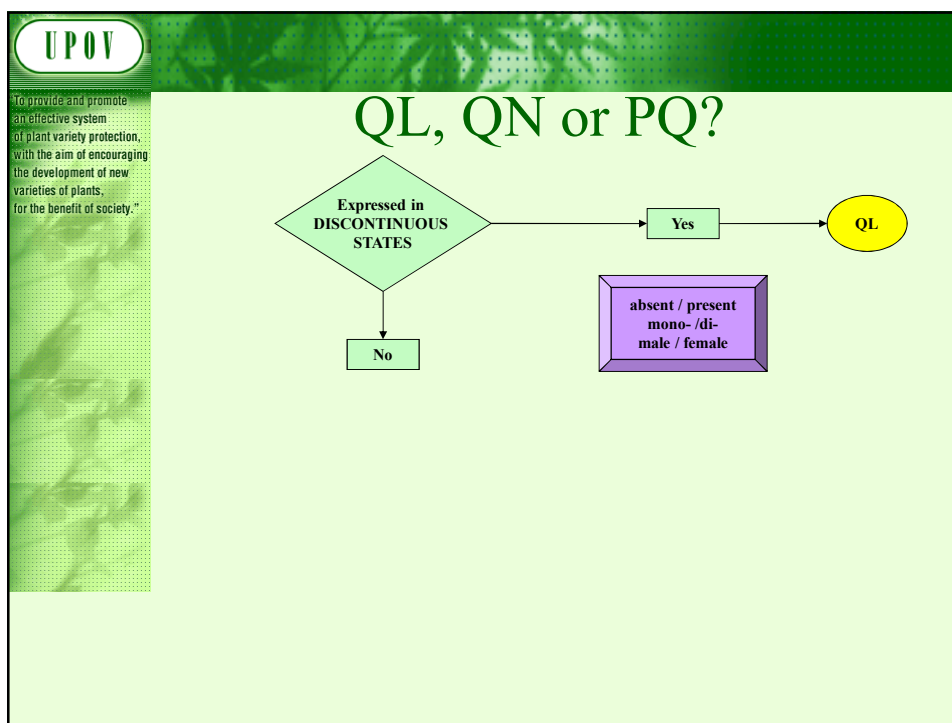 UPOV
"To provide and promote
an effective system
of plant variety protection,
with the aim of encouraging
the development of new
varieties of plants,
for the benefit of society."
QL, QN or PQ?
Expressed in
DISCONTINUOUS
STATES
Yes
QL
absent / present
mono- /di-
male / female
No